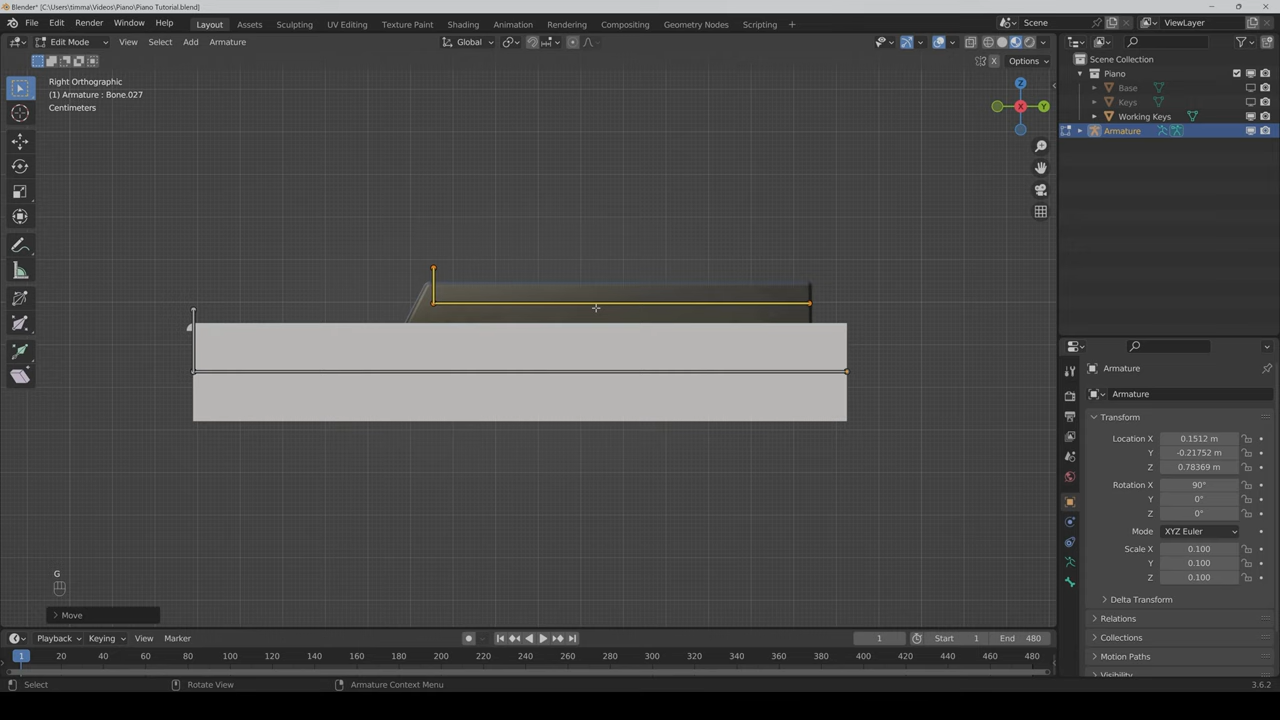 Blender* [C:\Users\timma\Videos\Piano\Piano Tutorial.blend]
File Edit Render Window Help Layout Assets Sculpting UV Editing Texture Paint Shading Animation Rendering Compositing Geometry Nodes Scripting + Scene ViewLayer
Edit Mode View Select Add Armature Global
X Options
Right Orthographic
(1) Armature : Bone.027
Centimeters
Z
X
Y
Scene Collection
Piano
Base
Keys
Working Keys
Armature
G
Move
Armature
Armature
Transform
Location X 0.1512 m
Y -0.21752 m
Z 0.78369 m
Rotation X 90°
Y 0°
Z 0°
Mode XYZ Euler
Scale X 0.100
Y 0.100
Z 0.100
Delta Transform
Relations
Collections
Motion Paths
Visibility
Playback Keying View Marker 1 Start 1 End 480
1 20 40 60 80 100 120 140 160 180 200 220 240 260 280 300 320 340 360 380 400 420 440 460 480
Select Rotate View Armature Context Menu 3.6.2